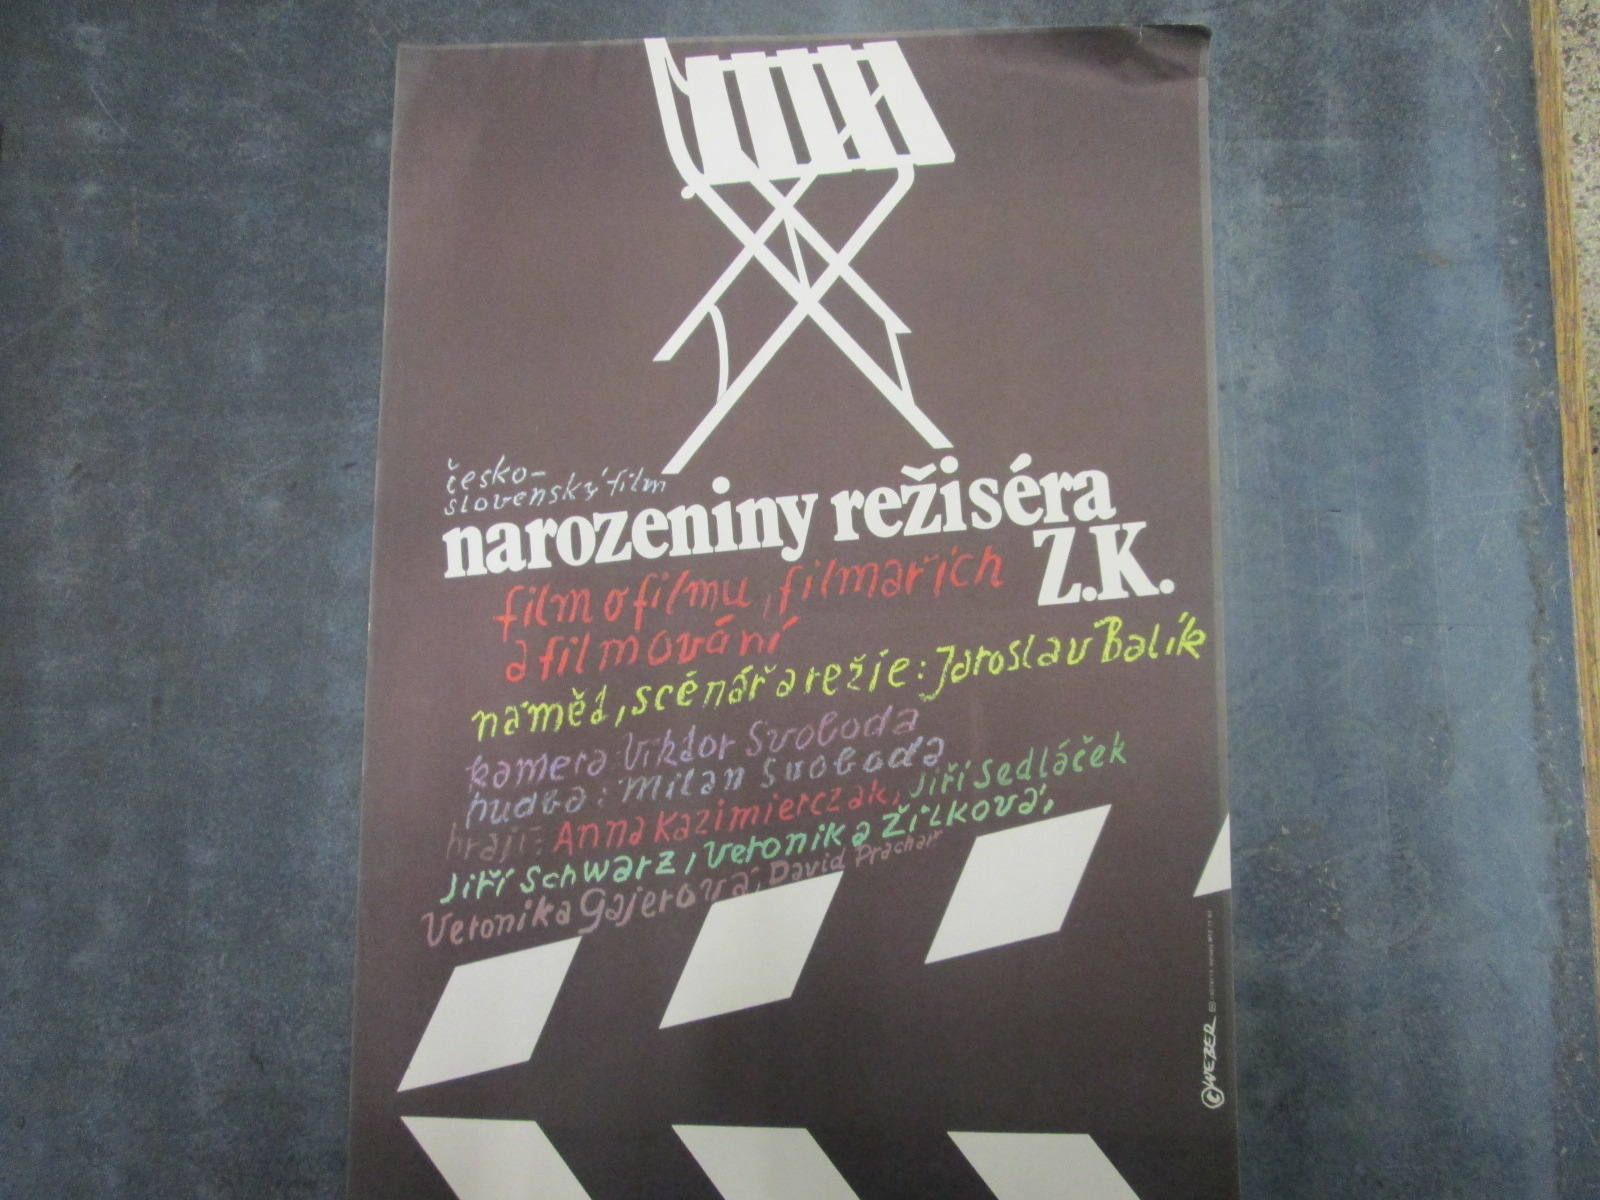 česko-
slovenský film
narozeniny režiséra
Z.K.
film o filmu, filmařích
a filmování
námět, scénář a režie: Jaroslav Balík
kamera Viktor Svoboda
hudba: Milan Svoboda
hrají: Anna Kazimierczak, Jiří Sedláček
Jiří Schwarz, Veronika Žilková,
Veronika Gajerová, David Prachař
© WEBER